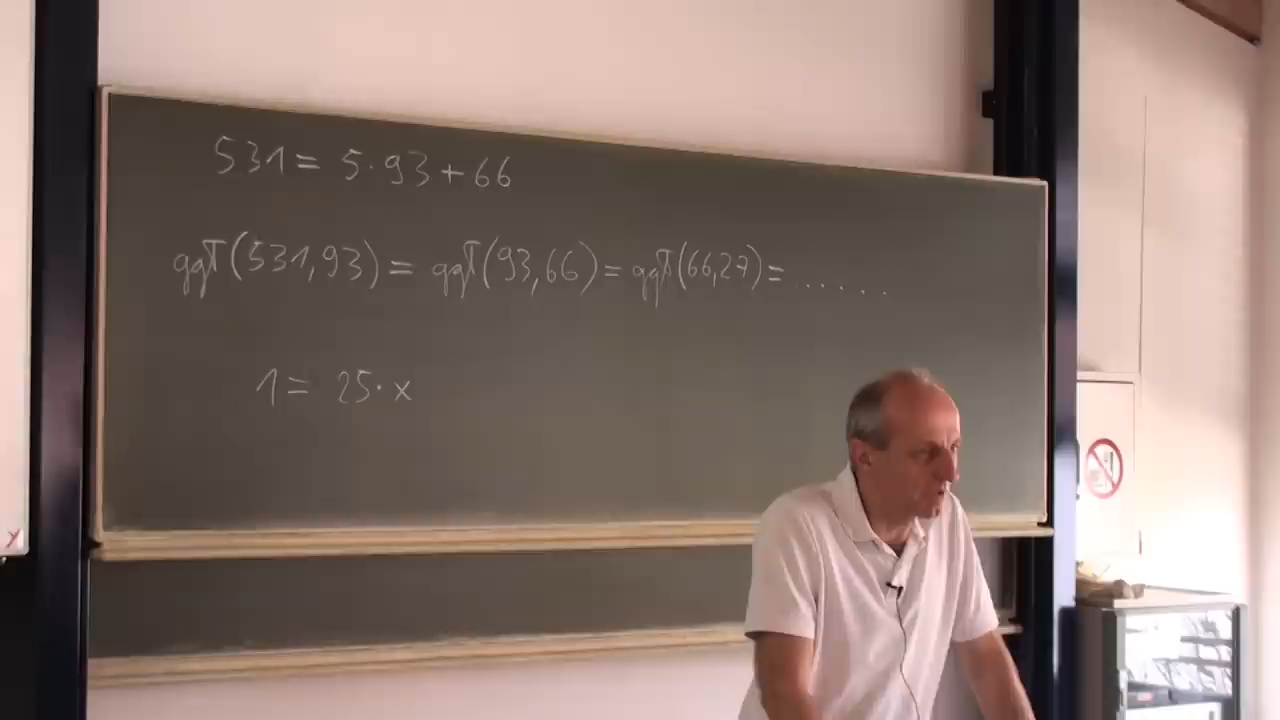 531 = 5·93 + 66
ggT(531,93) = ggT(93,66) = ggT(66,27) = ......
1 = 25·x